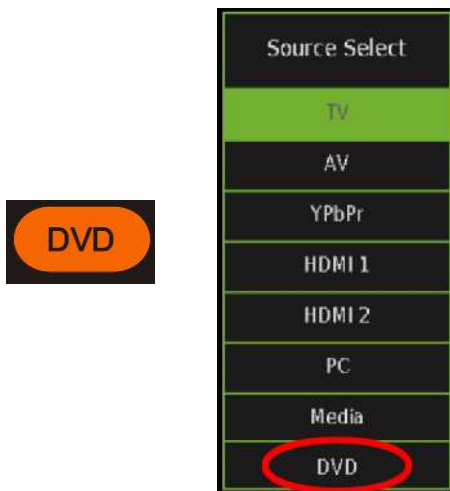 DVD
Source Select
TV
AV
YPbPr
HDMI 1
HDMI 2
PC
Media
DVD